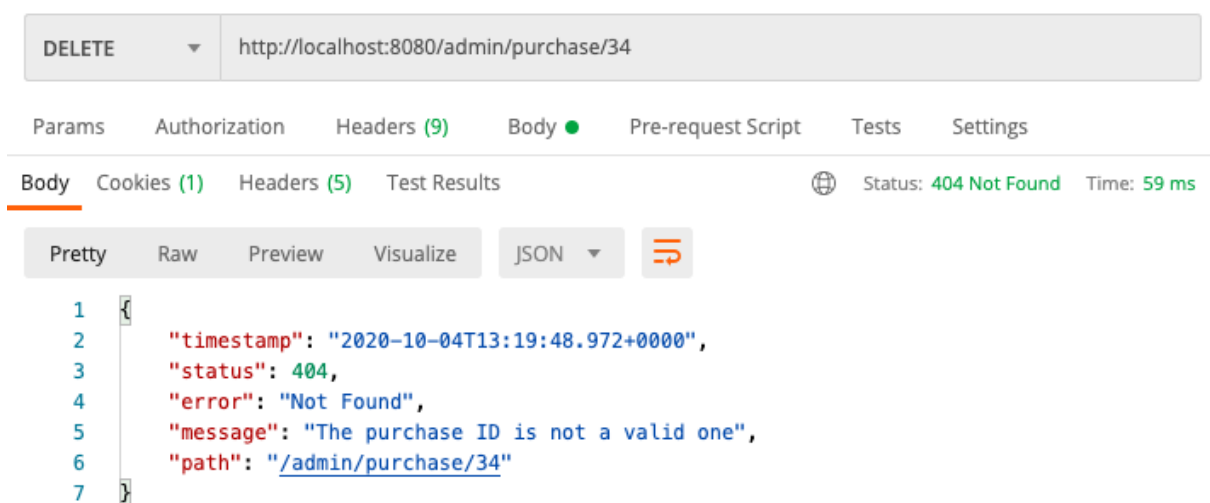 DELETE http://localhost:8080/admin/purchase/34
Params Authorization Headers (9) Body Pre-request Script Tests Settings
Body Cookies (1) Headers (5) Test Results Status: 404 Not Found Time: 59 ms
Pretty Raw Preview Visualize JSON
1 {
2 "timestamp": "2020-10-04T13:19:48.972+0000",
3 "status": 404,
4 "error": "Not Found",
5 "message": "The purchase ID is not a valid one",
6 "path": "/admin/purchase/34"
7 }